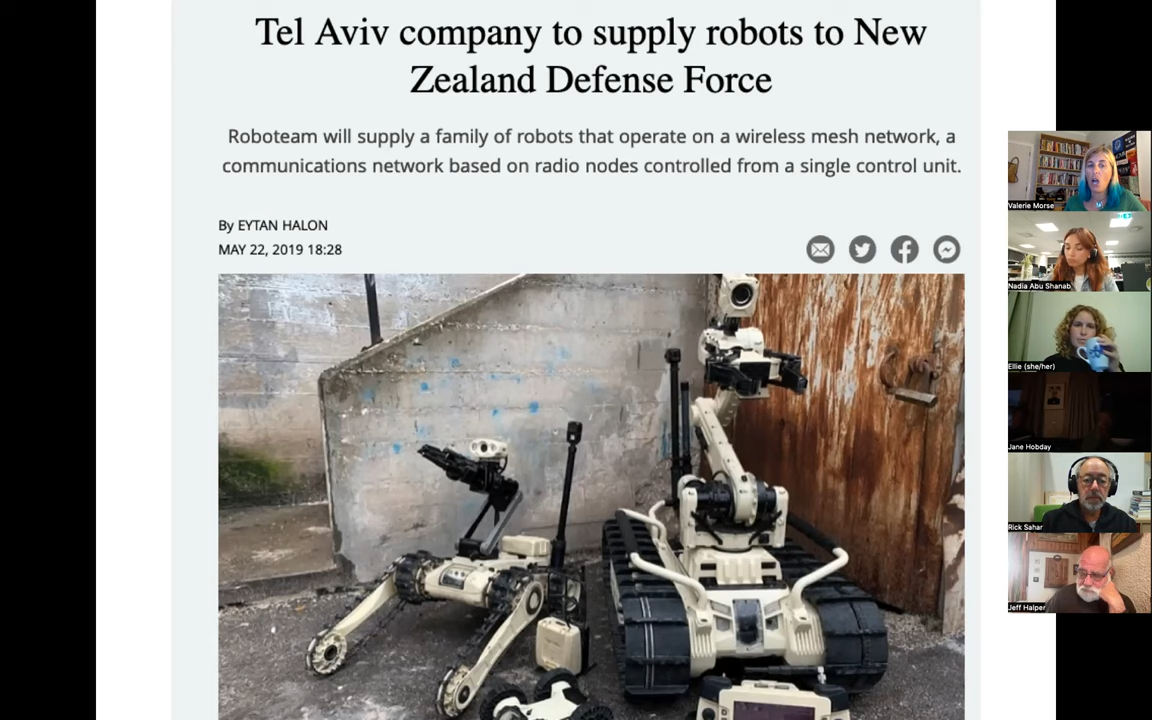 Tel Aviv company to supply robots to New
Zealand Defense Force
Roboteam will supply a family of robots that operate on a wireless mesh network, a
communications network based on radio nodes controlled from a single control unit.
By EYTAN HALON
MAY 22, 2019 18:28
Valerie Morse
Nadia Abu Shanab
Ellie (she/her)
Jane Hobday
Rick Sahar
Jeff Halper